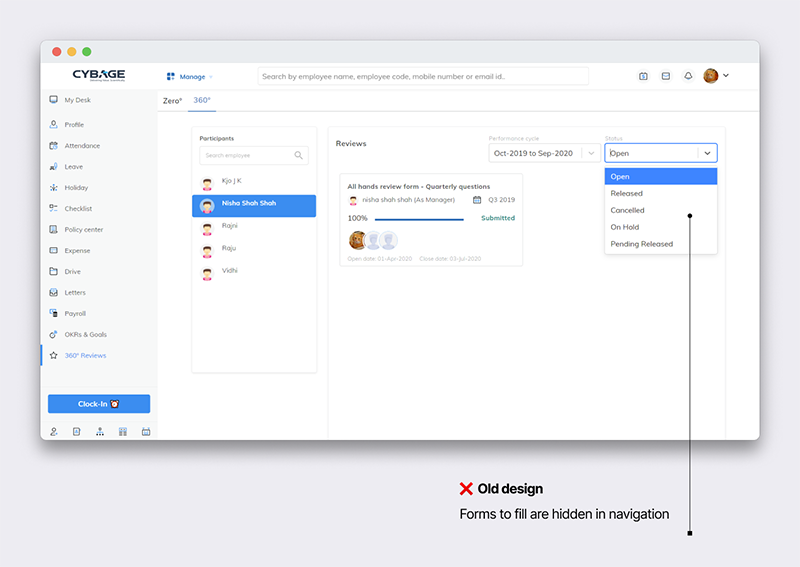 CYBAGE
Manage
Search by employee name, employee code, mobile number or email id..
My Desk
Profile
Attendance
Leave
Holiday
Checklist
Policy center
Expense
Drive
Letters
Payroll
OKRs & Goals
360° Reviews
Clock-In
Zero°
360°
Participants
Search employee
Kjo J K
Nisha Shah Shah
Rajni
Raju
Vidhi
Reviews
Performance cycle
Oct-2019 to Sep-2020
Status
Open
Open
Released
Cancelled
On Hold
Pending Released
All hands review form - Quarterly questions
nisha shah shah (As Manager)
Q3 2019
100%
Submitted
Open date: 01-Apr-2020 Close date: 03-Jul-2020
Old design
Forms to fill are hidden in navigation